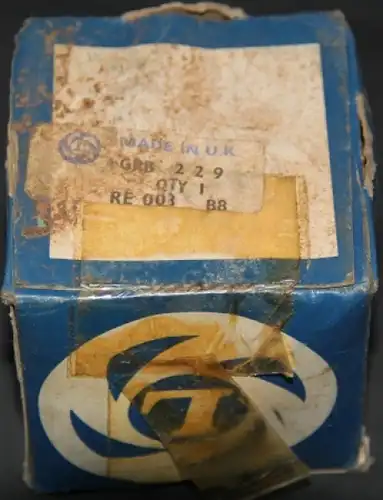 MADE IN U.K
GRB 229
QTY 1
RE 003 B8